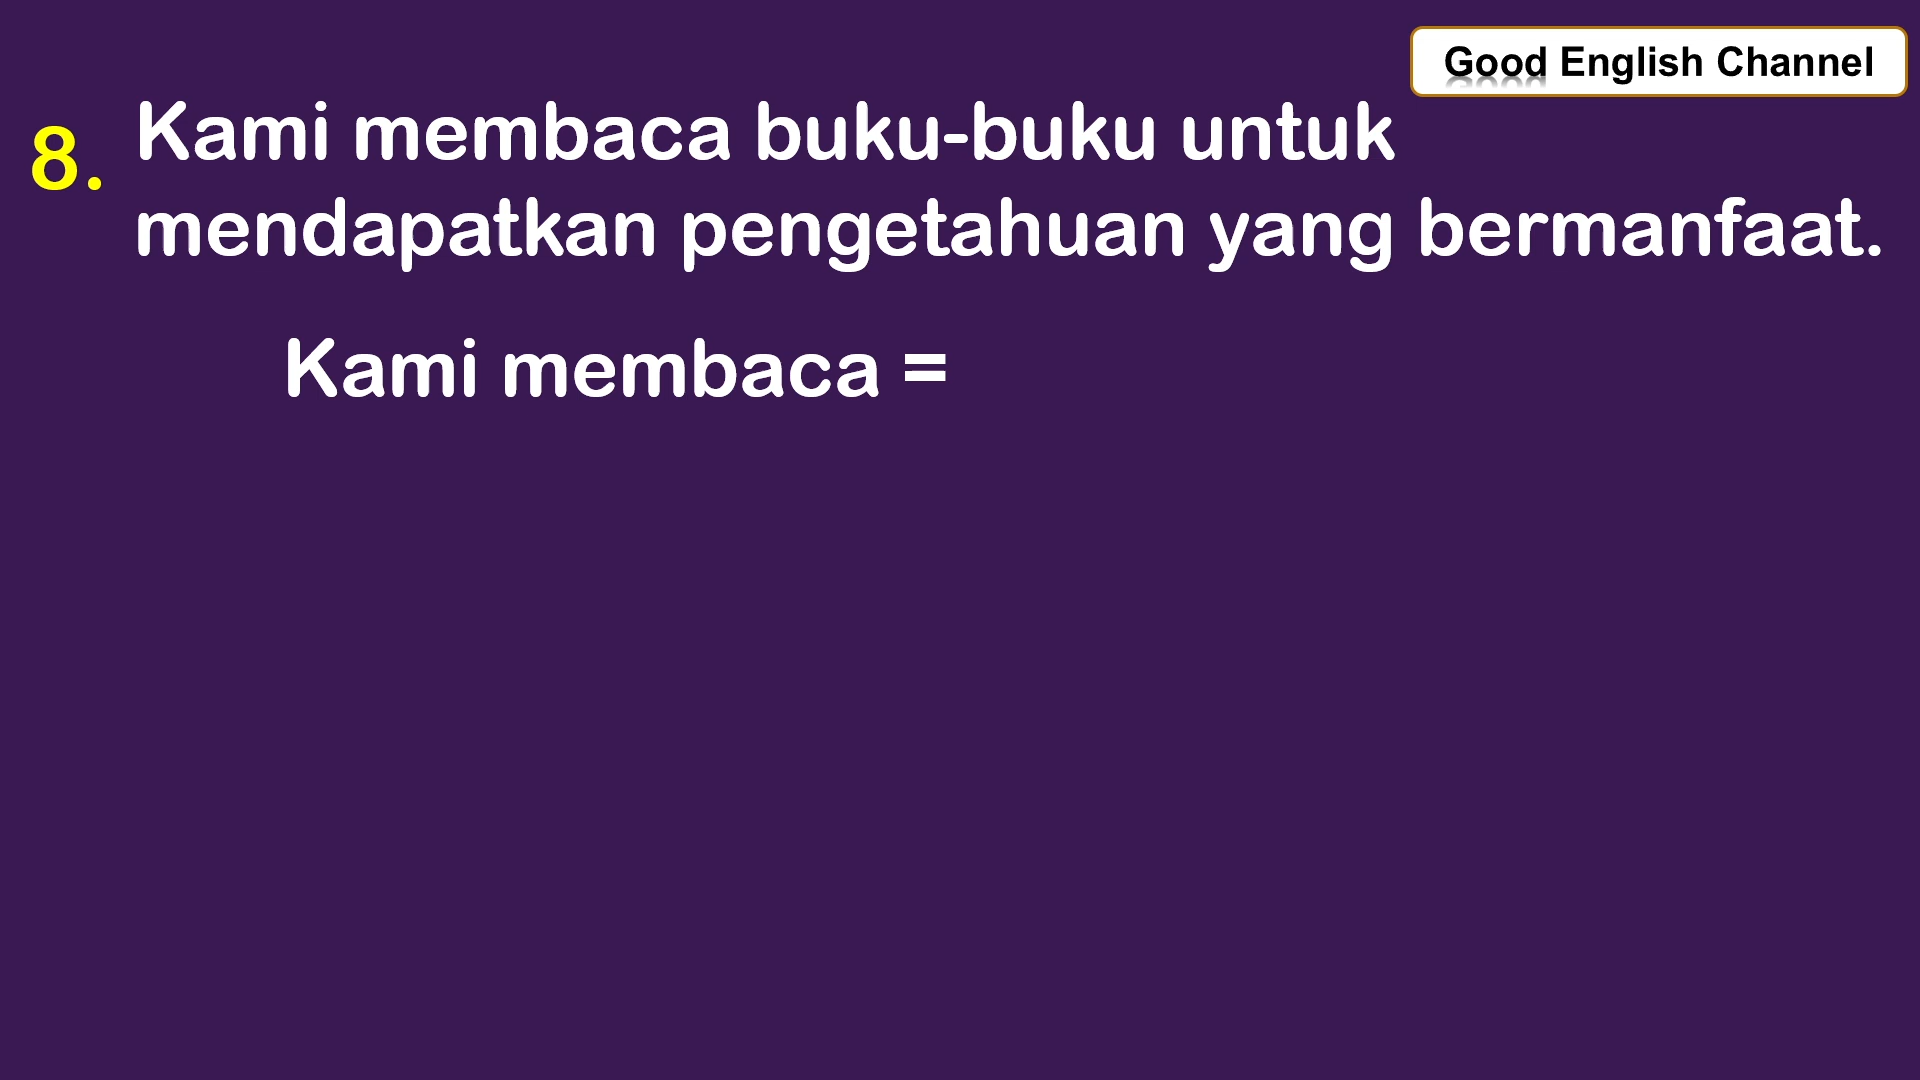 Good English Channel
8. Kami membaca buku-buku untuk
mendapatkan pengetahuan yang bermanfaat.
Kami membaca =